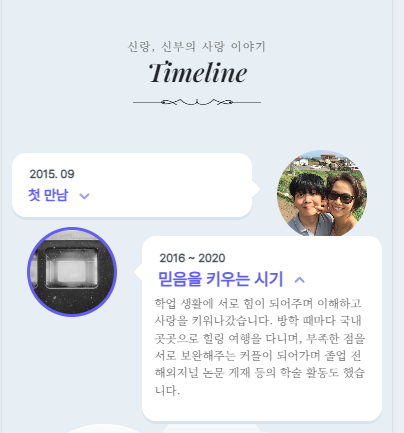 신랑, 신부의 사랑 이야기
Timeline
2015. 09
첫 만남
2016 ~ 2020
믿음을 키우는 시기
학업 생활에 서로 힘이 되어주며 이해하고
사랑을 키워나갔습니다. 방학 때마다 국내
곳곳으로 힐링 여행을 다니며, 부족한 점을
서로 보완해주는 커플이 되어가며 졸업 전
해외저널 논문 게재 등의 학술 활동도 했습
니다.